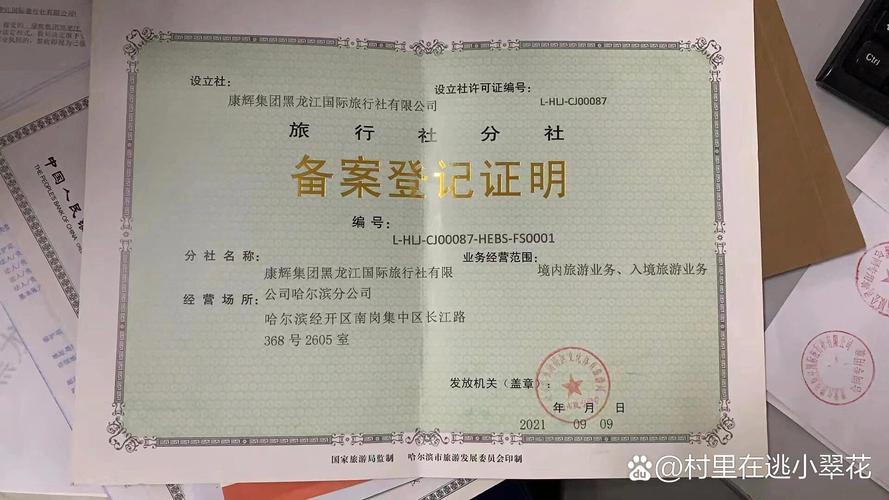 设立社：
康辉集团黑龙江国际旅行社有限公司
设立社许可证编号：
L-HLJ-CJ00087
旅行社分社
备案登记证明
编号：
L-HLJ-CJ00087-HEBS-FS0001
分社名称：
康辉集团黑龙江国际旅行社有限
公司哈尔滨分公司
业务经营范围：
境内旅游业务、入境旅游业务
经营场所：
哈尔滨经开区南岗集中区长江路
368号2605室
发放机关（盖章）：
年 月 日
2021 09 09
国家旅游局监制 哈尔滨市旅游发展委员会印制
中国人民
THE PEOPLE'S BANK OF CHINA
Ctrl
@村里在逃小翠花